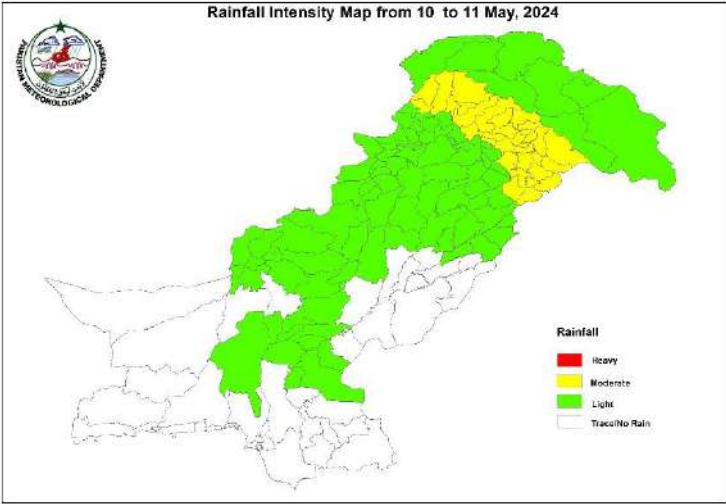 Rainfall Intensity Map from 10 to 11 May, 2024
PAKISTAN METEOROLOGICAL DEPARTMENT
Rainfall
Heavy
Moderate
Light
Trace/No Rain